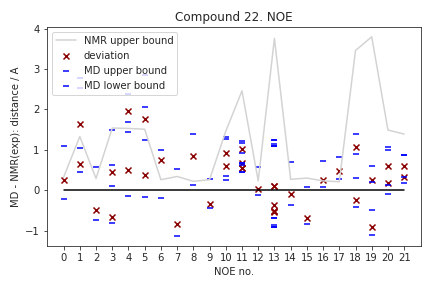 Compound 22. NOE
4
3
2
1
0
−1
MD - NMR(exp): distance / A
NMR upper bound
deviation
MD upper bound
MD lower bound
0 1 2 3 4 5 6 7 8 9 10 11 12 13 14 15 16 17 18 19 20 21
NOE no.